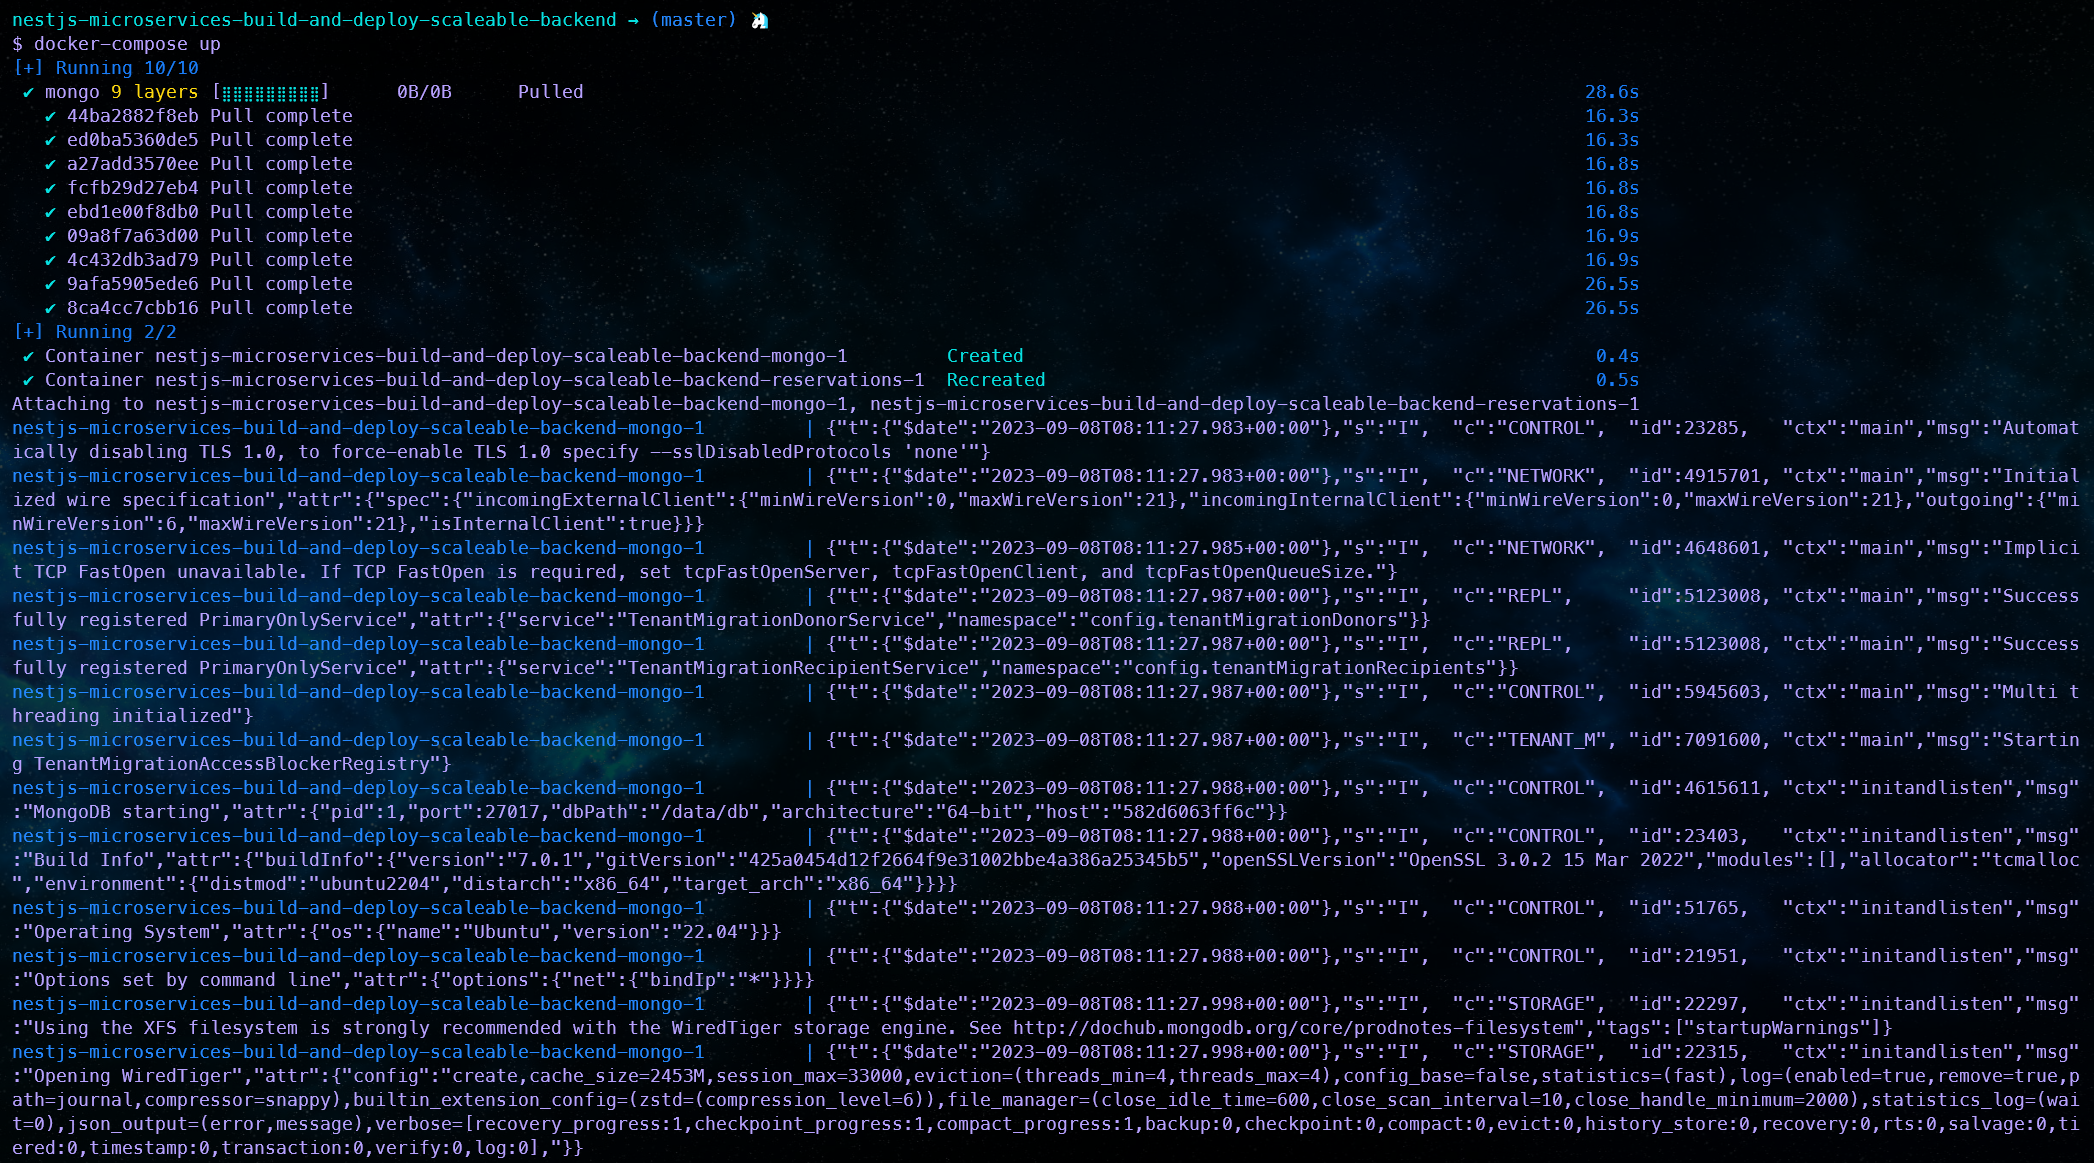 nestjs-microservices-build-and-deploy-scaleable-backend → (master) 🦄
$ docker-compose up
[+] Running 10/10
 ✔ mongo 9 layers [⣿⣿⣿⣿⣿⣿⣿⣿⣿]      0B/0B      Pulled 28.6s
   ✔ 44ba2882f8eb Pull complete 16.3s
   ✔ ed0ba5360de5 Pull complete 16.3s
   ✔ a27add3570ee Pull complete 16.8s
   ✔ fcfb29d27eb4 Pull complete 16.8s
   ✔ ebd1e00f8db0 Pull complete 16.8s
   ✔ 09a8f7a63d00 Pull complete 16.9s
   ✔ 4c432db3ad79 Pull complete 16.9s
   ✔ 9afa5905ede6 Pull complete 26.5s
   ✔ 8ca4cc7cbb16 Pull complete 26.5s
[+] Running 2/2
 ✔ Container nestjs-microservices-build-and-deploy-scaleable-backend-mongo-1         Created 0.4s
 ✔ Container nestjs-microservices-build-and-deploy-scaleable-backend-reservations-1  Recreated 0.5s
Attaching to nestjs-microservices-build-and-deploy-scaleable-backend-mongo-1, nestjs-microservices-build-and-deploy-scaleable-backend-reservations-1
nestjs-microservices-build-and-deploy-scaleable-backend-mongo-1         | {"t":{"$date":"2023-09-08T08:11:27.983+00:00"},"s":"I",  "c":"CONTROL",  "id":23285,   "ctx":"main","msg":"Automat
ically disabling TLS 1.0, to force-enable TLS 1.0 specify --sslDisabledProtocols 'none'"}
nestjs-microservices-build-and-deploy-scaleable-backend-mongo-1         | {"t":{"$date":"2023-09-08T08:11:27.983+00:00"},"s":"I",  "c":"NETWORK",  "id":4915701, "ctx":"main","msg":"Initial
ized wire specification","attr":{"spec":{"incomingExternalClient":{"minWireVersion":0,"maxWireVersion":21},"incomingInternalClient":{"minWireVersion":0,"maxWireVersion":21},"outgoing":{"mi
nWireVersion":6,"maxWireVersion":21},"isInternalClient":true}}}
nestjs-microservices-build-and-deploy-scaleable-backend-mongo-1         | {"t":{"$date":"2023-09-08T08:11:27.985+00:00"},"s":"I",  "c":"NETWORK",  "id":4648601, "ctx":"main","msg":"Implici
t TCP FastOpen unavailable. If TCP FastOpen is required, set tcpFastOpenServer, tcpFastOpenClient, and tcpFastOpenQueueSize."}
nestjs-microservices-build-and-deploy-scaleable-backend-mongo-1         | {"t":{"$date":"2023-09-08T08:11:27.987+00:00"},"s":"I",  "c":"REPL",     "id":5123008, "ctx":"main","msg":"Success
fully registered PrimaryOnlyService","attr":{"service":"TenantMigrationDonorService","namespace":"config.tenantMigrationDonors"}}
nestjs-microservices-build-and-deploy-scaleable-backend-mongo-1         | {"t":{"$date":"2023-09-08T08:11:27.987+00:00"},"s":"I",  "c":"REPL",     "id":5123008, "ctx":"main","msg":"Success
fully registered PrimaryOnlyService","attr":{"service":"TenantMigrationRecipientService","namespace":"config.tenantMigrationRecipients"}}
nestjs-microservices-build-and-deploy-scaleable-backend-mongo-1         | {"t":{"$date":"2023-09-08T08:11:27.987+00:00"},"s":"I",  "c":"CONTROL",  "id":5945603, "ctx":"main","msg":"Multi t
hreading initialized"}
nestjs-microservices-build-and-deploy-scaleable-backend-mongo-1         | {"t":{"$date":"2023-09-08T08:11:27.987+00:00"},"s":"I",  "c":"TENANT_M", "id":7091600, "ctx":"main","msg":"Startin
g TenantMigrationAccessBlockerRegistry"}
nestjs-microservices-build-and-deploy-scaleable-backend-mongo-1         | {"t":{"$date":"2023-09-08T08:11:27.988+00:00"},"s":"I",  "c":"CONTROL",  "id":4615611, "ctx":"initandlisten","msg"
:"MongoDB starting","attr":{"pid":1,"port":27017,"dbPath":"/data/db","architecture":"64-bit","host":"582d6063ff6c"}}
nestjs-microservices-build-and-deploy-scaleable-backend-mongo-1         | {"t":{"$date":"2023-09-08T08:11:27.988+00:00"},"s":"I",  "c":"CONTROL",  "id":23403,   "ctx":"initandlisten","msg"
:"Build Info","attr":{"buildInfo":{"version":"7.0.1","gitVersion":"425a0454d12f2664f9e31002bbe4a386a25345b5","openSSLVersion":"OpenSSL 3.0.2 15 Mar 2022","modules":[],"allocator":"tcmalloc
","environment":{"distmod":"ubuntu2204","distarch":"x86_64","target_arch":"x86_64"}}}}
nestjs-microservices-build-and-deploy-scaleable-backend-mongo-1         | {"t":{"$date":"2023-09-08T08:11:27.988+00:00"},"s":"I",  "c":"CONTROL",  "id":51765,   "ctx":"initandlisten","msg"
:"Operating System","attr":{"os":{"name":"Ubuntu","version":"22.04"}}}
nestjs-microservices-build-and-deploy-scaleable-backend-mongo-1         | {"t":{"$date":"2023-09-08T08:11:27.988+00:00"},"s":"I",  "c":"CONTROL",  "id":21951,   "ctx":"initandlisten","msg"
:"Options set by command line","attr":{"options":{"net":{"bindIp":"*"}}}}
nestjs-microservices-build-and-deploy-scaleable-backend-mongo-1         | {"t":{"$date":"2023-09-08T08:11:27.998+00:00"},"s":"I",  "c":"STORAGE",  "id":22297,   "ctx":"initandlisten","msg"
:"Using the XFS filesystem is strongly recommended with the WiredTiger storage engine. See http://dochub.mongodb.org/core/prodnotes-filesystem","tags":["startupWarnings"]}
nestjs-microservices-build-and-deploy-scaleable-backend-mongo-1         | {"t":{"$date":"2023-09-08T08:11:27.998+00:00"},"s":"I",  "c":"STORAGE",  "id":22315,   "ctx":"initandlisten","msg"
:"Opening WiredTiger","attr":{"config":"create,cache_size=2453M,session_max=33000,eviction=(threads_min=4,threads_max=4),config_base=false,statistics=(fast),log=(enabled=true,remove=true,p
ath=journal,compressor=snappy),builtin_extension_config=(zstd=(compression_level=6)),file_manager=(close_idle_time=600,close_scan_interval=10,close_handle_minimum=2000),statistics_log=(wai
t=0),json_output=(error,message),verbose=[recovery_progress:1,checkpoint_progress:1,compact_progress:1,backup:0,checkpoint:0,compact:0,evict:0,history_store:0,recovery:0,rts:0,salvage:0,ti
ered:0,timestamp:0,transaction:0,verify:0,log:0],"}}